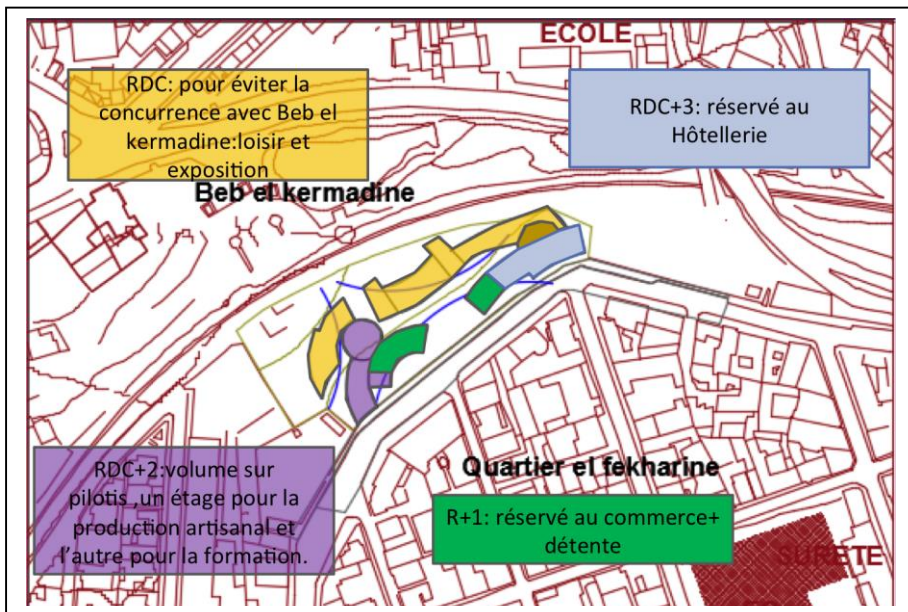 ECOLE
RDC: pour éviter la
concurrence avec Beb el
kermadine:loisir et
exposition
RDC+3: réservé au
Hôtellerie
Beb el kermadine
RDC+2:volume sur
pilotis ,un étage pour la
production artisanal et
l'autre pour la formation.
Quartier el fekharine
R+1: réservé au commerce+
détente
SURETE